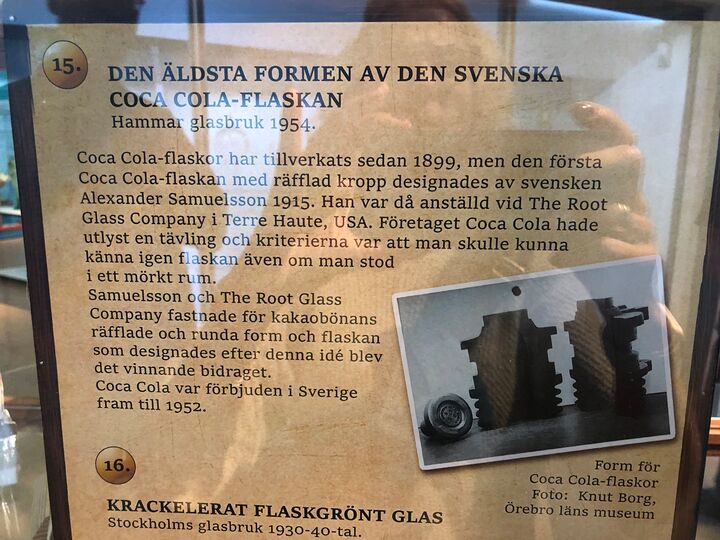 15.
DEN ÄLDSTA FORMEN AV DEN SVENSKA
COCA COLA-FLASKAN
Hammar glasbruk 1954.
Coca Cola-flaskor har tillverkats sedan 1899, men den första
Coca Cola-flaskan med räfflad kropp designades av svensken
Alexander Samuelsson 1915. Han var då anställd vid The Root
Glass Company i Terre Haute, USA. Företaget Coca Cola hade
utlyst en tävling och kriterierna var att man skulle kunna
känna igen flaskan även om man stod
i ett mörkt rum.
Samuelsson och The Root Glass
Company fastnade för kakaobönans
räfflade och runda form och flaskan
som designades efter denna idé blev
det vinnande bidraget.
Coca Cola var förbjuden i Sverige
fram till 1952.
Form för
Coca Cola-flaskor
Foto: Knut Borg,
Örebro läns museum
16.
KRACKELERAT FLASKGRÖNT GLAS
Stockholms glasbruk 1930-40-tal.